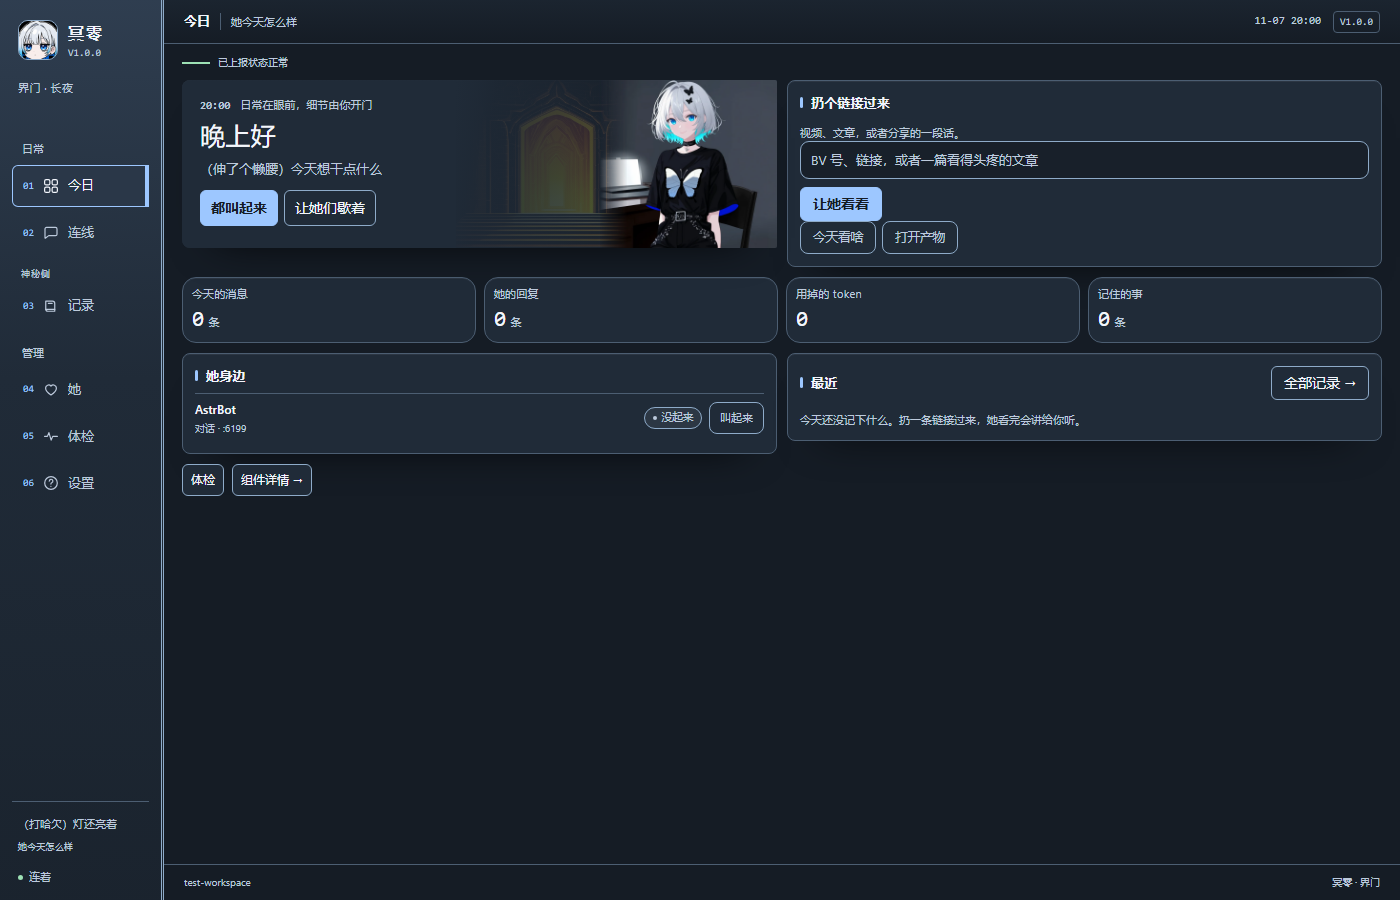 冥零
V1.0.0
界门 · 长夜
日常
01 今日
02 连线
神秘侧
03 记录
管理
04 她
05 体检
06 设置
（打哈欠）灯还亮着
她今天怎么样
连着
今日 她今天怎么样
11-07 20:00 V1.0.0
已上报状态正常
20:00 日常在眼前，细节由你开门
晚上好
（伸了个懒腰）今天想干点什么
都叫起来 让她们歇着
扔个链接过来
视频、文章，或者分享的一段话。
BV 号、链接，或者一篇看得头疼的文章
让她看看
今天看啥 打开产物
今天的消息
0 条
她的回复
0 条
用掉的 token
0
记住的事
0 条
她身边
AstrBot
对话 · :6199
没起来 叫起来
最近
全部记录 →
今天还没记下什么。扔一条链接过来，她看完会讲给你听。
体检 组件详情 →
test-workspace
冥零 · 界门